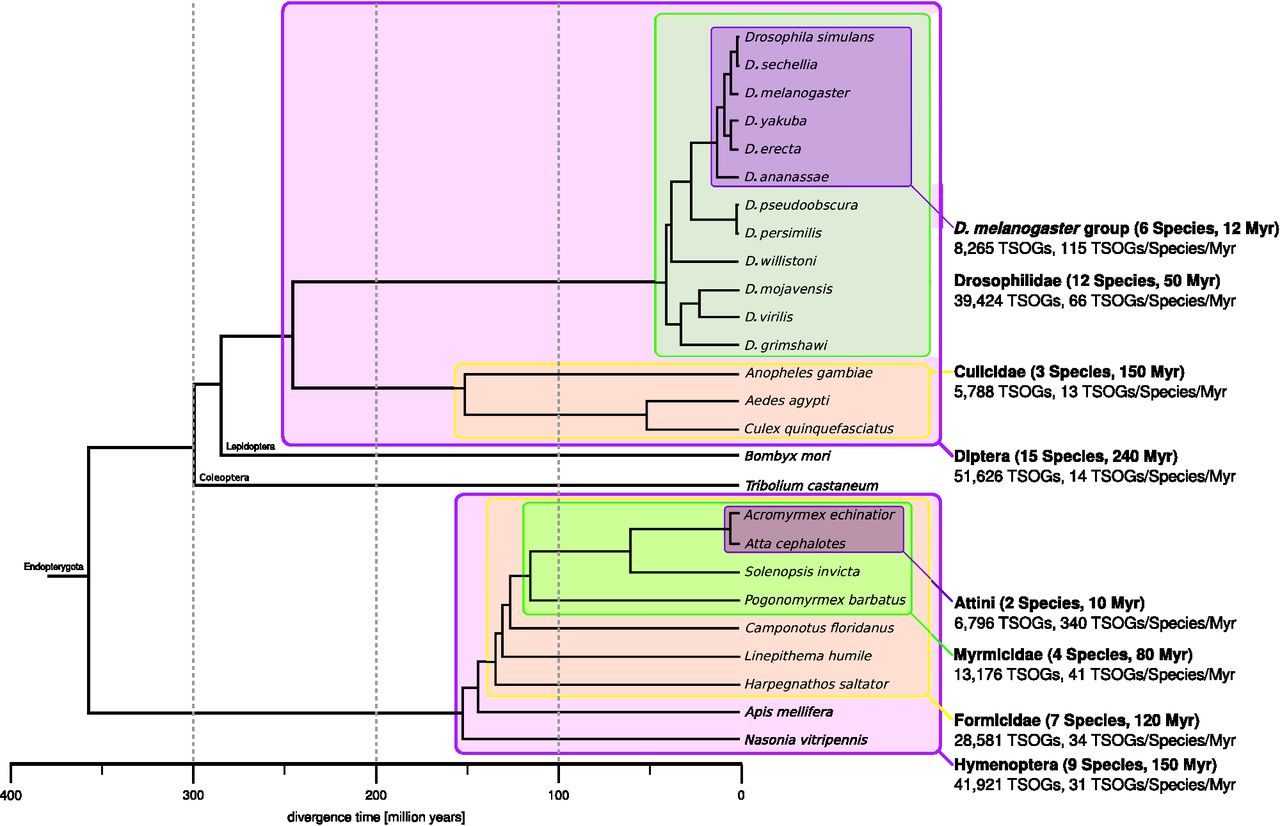 Drosophila simulans
D. sechellia
D. melanogaster
D. yakuba
D. erecta
D. ananassae
D. pseudoobscura
D. persimilis
D. willistoni
D. mojavensis
D. virilis
D. grimshawi
Anopheles gambiae
Aedes agypti
Culex quinquefasciatus
Lepidoptera
Bombyx mori
Coleoptera
Tribolium castaneum
Acromyrmex echinatior
Atta cephalotes
Endopterygota
Solenopsis invicta
Pogonomyrmex barbatus
Camponotus floridanus
Linepithema humile
Harpegnathos saltator
Apis mellifera
Nasonia vitripennis
D. melanogaster group (6 Species, 12 Myr)
8,265 TSOGs, 115 TSOGs/Species/Myr
Drosophilidae (12 Species, 50 Myr)
39,424 TSOGs, 66 TSOGs/Species/Myr
Culicidae (3 Species, 150 Myr)
5,788 TSOGs, 13 TSOGs/Species/Myr
Diptera (15 Species, 240 Myr)
51,626 TSOGs, 14 TSOGs/Species/Myr
Attini (2 Species, 10 Myr)
6,796 TSOGs, 340 TSOGs/Species/Myr
Myrmicidae (4 Species, 80 Myr)
13,176 TSOGs, 41 TSOGs/Species/Myr
Formicidae (7 Species, 120 Myr)
28,581 TSOGs, 34 TSOGs/Species/Myr
Hymenoptera (9 Species, 150 Myr)
41,921 TSOGs, 31 TSOGs/Species/Myr
400 300 200 100 0
divergence time [million years]